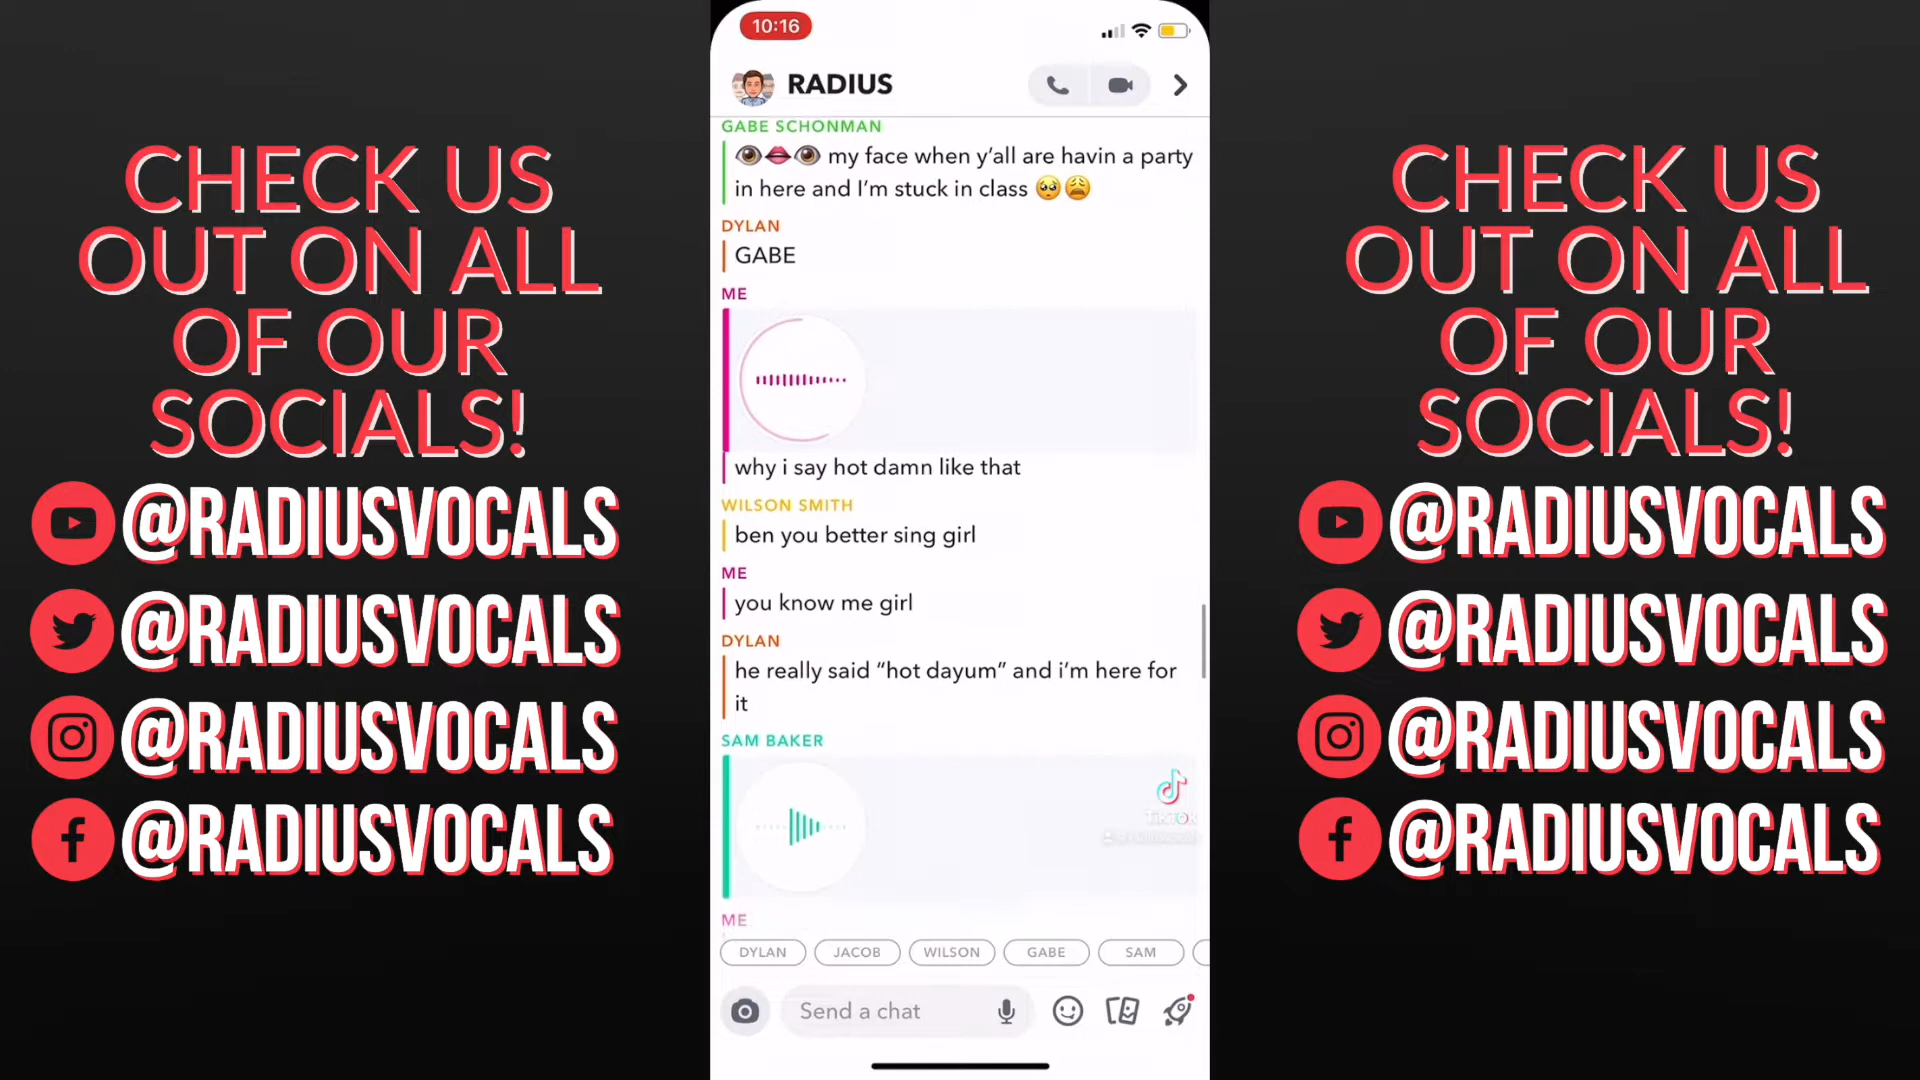 CHECK US
OUT ON ALL
OF OUR
SOCIALS!
@RADIUSVOCALS
@RADIUSVOCALS
@RADIUSVOCALS
@RADIUSVOCALS
10:16
RADIUS
GABE SCHONMAN
👁️👄👁️ my face when y’all are havin a party
in here and I’m stuck in class 🥺😩
DYLAN
GABE
ME
why i say hot damn like that
WILSON SMITH
ben you better sing girl
ME
you know me girl
DYLAN
he really said “hot dayum” and i’m here for
it
SAM BAKER
TikTok
ME
DYLAN
JACOB
WILSON
GABE
SAM
Send a chat
CHECK US
OUT ON ALL
OF OUR
SOCIALS!
@RADIUSVOCALS
@RADIUSVOCALS
@RADIUSVOCALS
@RADIUSVOCALS